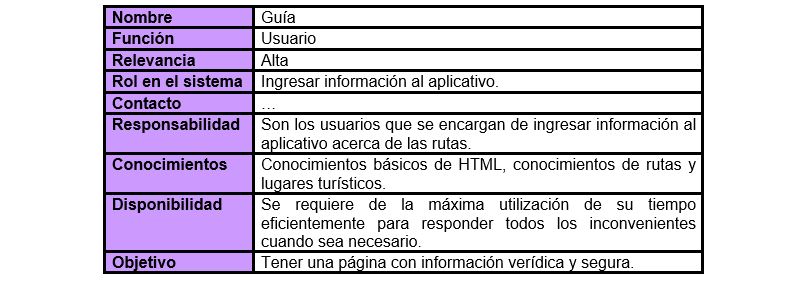 Nombre Guía
Función Usuario
Relevancia Alta
Rol en el sistema Ingresar información al aplicativo.
Contacto …
Responsabilidad Son los usuarios que se encargan de ingresar información al
aplicativo acerca de las rutas.
Conocimientos Conocimientos básicos de HTML, conocimientos de rutas y
lugares turísticos.
Disponibilidad Se requiere de la máxima utilización de su tiempo
eficientemente para responder todos los inconvenientes
cuando sea necesario.
Objetivo Tener una página con información verídica y segura.